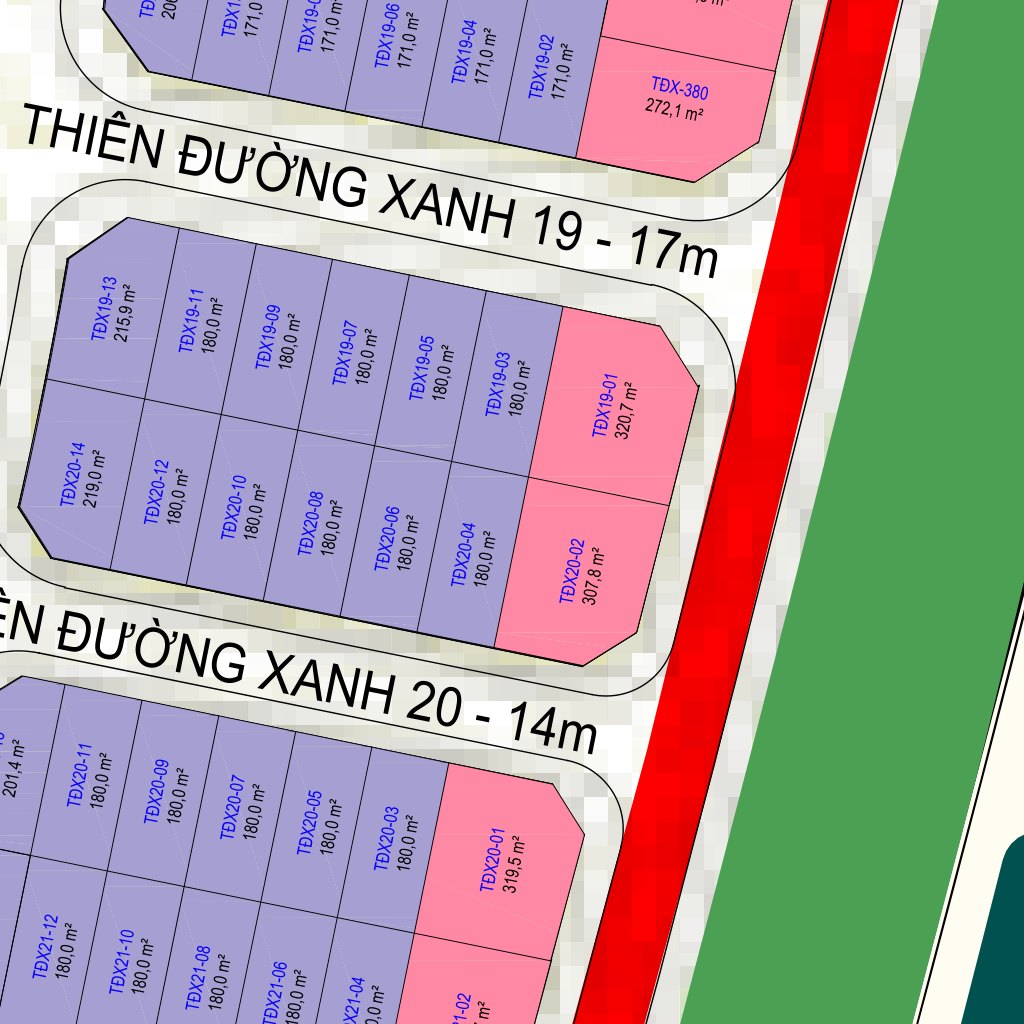 171,0 m²
TĐX19-06
171,0 m²
TĐX19-04
171,0 m²
TĐX19-02
171,0 m²
TĐX-380
272,1 m²
THIÊN ĐƯỜNG XANH 19 - 17m
TĐX19-13
215,9 m²
TĐX19-11
180,0 m²
TĐX19-09
180,0 m²
TĐX19-07
180,0 m²
TĐX19-05
180,0 m²
TĐX19-03
180,0 m²
TĐX19-01
320,7 m²
TĐX20-14
219,0 m²
TĐX20-12
180,0 m²
TĐX20-10
180,0 m²
TĐX20-08
180,0 m²
TĐX20-06
180,0 m²
TĐX20-04
180,0 m²
TĐX20-02
307,8 m²
ĐƯỜNG XANH 20 - 14m
201,4 m²
TĐX20-11
180,0 m²
TĐX20-09
180,0 m²
TĐX20-07
180,0 m²
TĐX20-05
180,0 m²
TĐX20-03
180,0 m²
TĐX20-01
319,5 m²
TĐX21-12
180,0 m²
TĐX21-10
180,0 m²
TĐX21-08
180,0 m²
TĐX21-06
180,0 m²